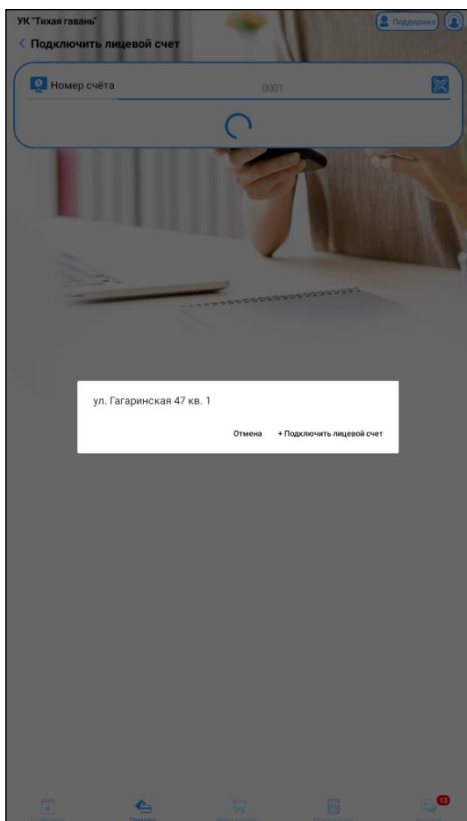 УК "Тихая гавань"
Поддержка
< Подключить лицевой счет
Номер счёта
0001
ул. Гагаринская 47 кв. 1
Отмена + Подключить лицевой счет
13
Оплата